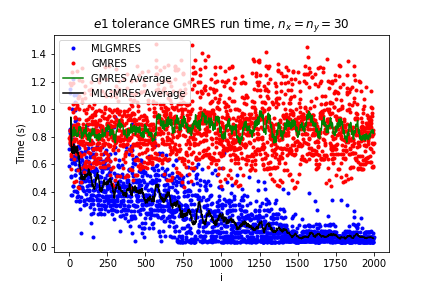 e1 tolerance GMRES run time, n_x = n_y = 30
MLGMRES
GMRES
GMRES Average
MLGMRES Average
Time (s)
1.4
1.2
1.0
0.8
0.6
0.4
0.2
0.0
0 250 500 750 1000 1250 1500 1750 2000
i